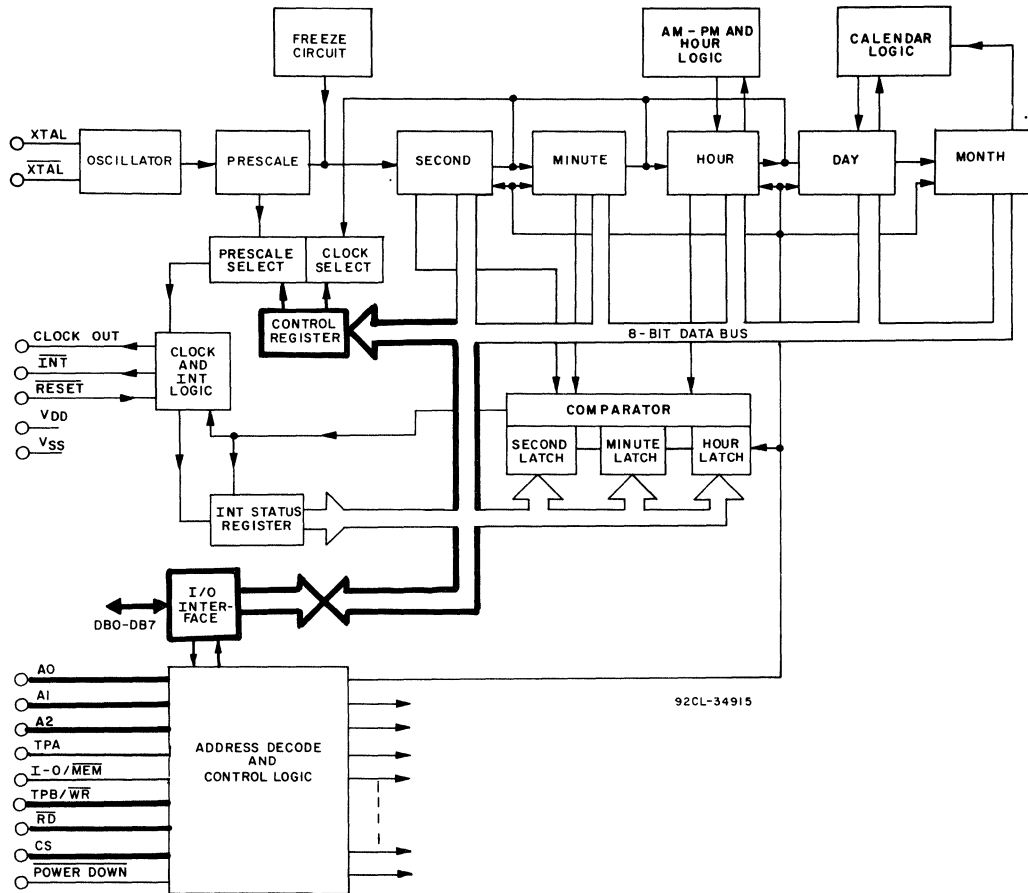 FREEZE
CIRCUIT
AM - PM AND
HOUR
LOGIC
CALENDAR
LOGIC
XTAL
XTAL
OSCILLATOR
PRESCALE
SECOND
MINUTE
HOUR
DAY
MONTH
PRESCALE
SELECT
CLOCK
SELECT
CONTROL
REGISTER
8-BIT DATA BUS
CLOCK OUT
INT
RESET
VDD
VSS
CLOCK
AND
INT
LOGIC
COMPARATOR
SECOND
LATCH
MINUTE
LATCH
HOUR
LATCH
INT STATUS
REGISTER
I/O
INTER-
FACE
DB0-DB7
A0
A1
A2
TPA
I-O/MEM
TPB/WR
RD
CS
POWER DOWN
ADDRESS DECODE
AND
CONTROL LOGIC
92CL-34915